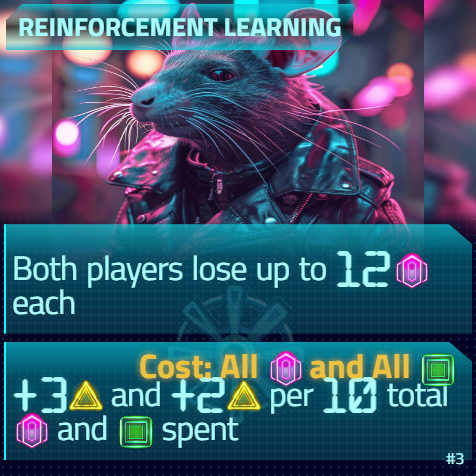 REINFORCEMENT LEARNING
Both players lose up to 12
each
Cost: All and All
+3 and +2 per 10 total
and spent
#3